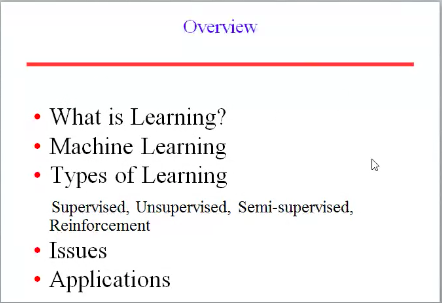 Overview
• What is Learning?
• Machine Learning
• Types of Learning
Supervised, Unsupervised, Semi-supervised,
Reinforcement
• Issues
• Applications